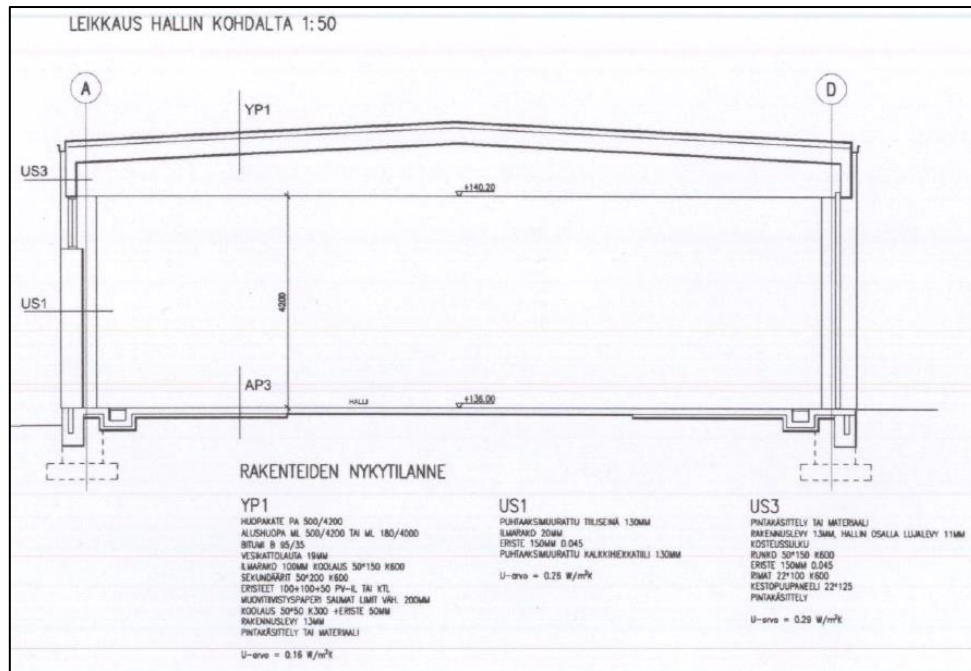 LEIKKAUS HALLIN KOHDALTA 1:50
A
D
YP1
US3
+140.20
4000
US1
AP3
HALLI
+136.00
RAKENTEIDEN NYKYTILANNE
YP1
HUOPAKATE PA 500/4200
ALUSHUOPA ML 500/4200 TAI ML 180/4000
BITUMI B 95/35
VESIKATTOLAUTA 19MM
ILMARAKO 100MM KOOLAUS 50*150 K600
SEKUNDÄÄRIT 50*200 K600
ERISTEET 100+100+50 PV-IL TAI KTL
MUOVITIIVISTYSPAPERI SAUMAT LIMIT VÄH. 200MM
KOOLAUS 50*50 K300 +ERISTE 50MM
RAKENNUSLEVY 13MM
PINTAKÄSITTELY TAI MATERIAALI
U-arvo = 0.16 W/m²K
US1
PUHTAAKSIMUURATTU TIILISEINÄ 130MM
ILMARAKO 20MM
ERISTE 150MM 0.045
PUHTAAKSIMUURATTU KALKKIHIEKKATIILI 130MM
U-arvo = 0.26 W/m²K
US3
PINTAKÄSITTELY TAI MATERIAALI
RAKENNUSLEVY 13MM, HALLIN OSALLA LUJALEVY 11MM
KOSTEUSSULKU
RUNKO 50*150 K600
ERISTE 150MM 0.045
RIMAT 22*100 K600
KESTOPUUPANEELI 22*125
PINTAKÄSITTELY
U-arvo = 0.29 W/m²K